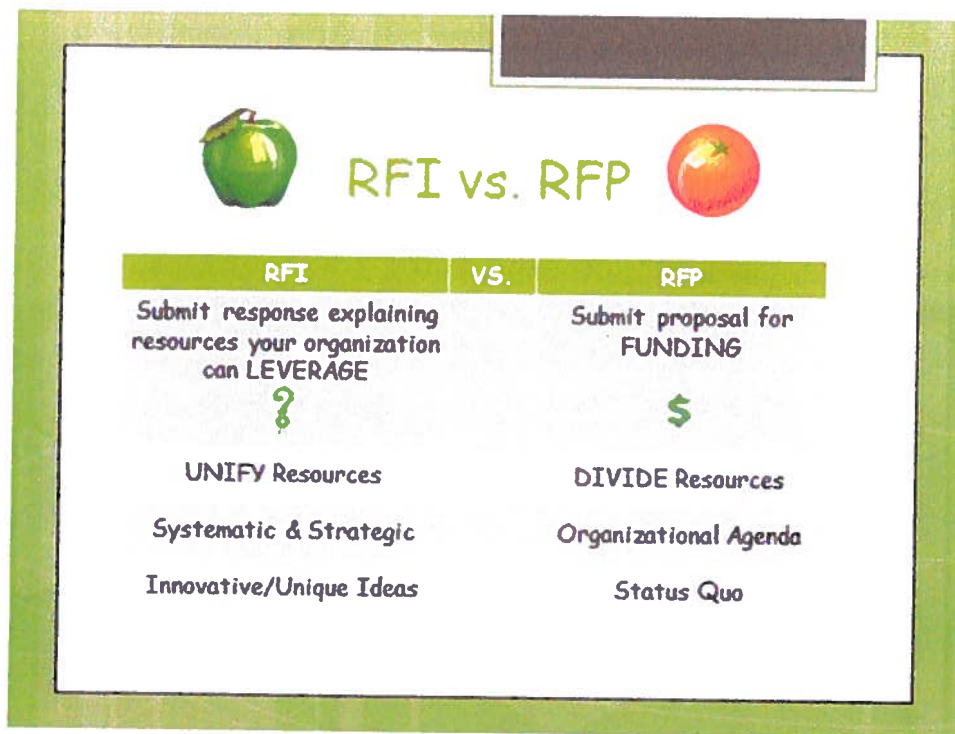 RFI vs. RFP
RFI VS. RFP
Submit response explaining
resources your organization
can LEVERAGE
?
UNIFY Resources
Systematic & Strategic
Innovative/Unique Ideas
Submit proposal for
FUNDING
$
DIVIDE Resources
Organizational Agenda
Status Quo